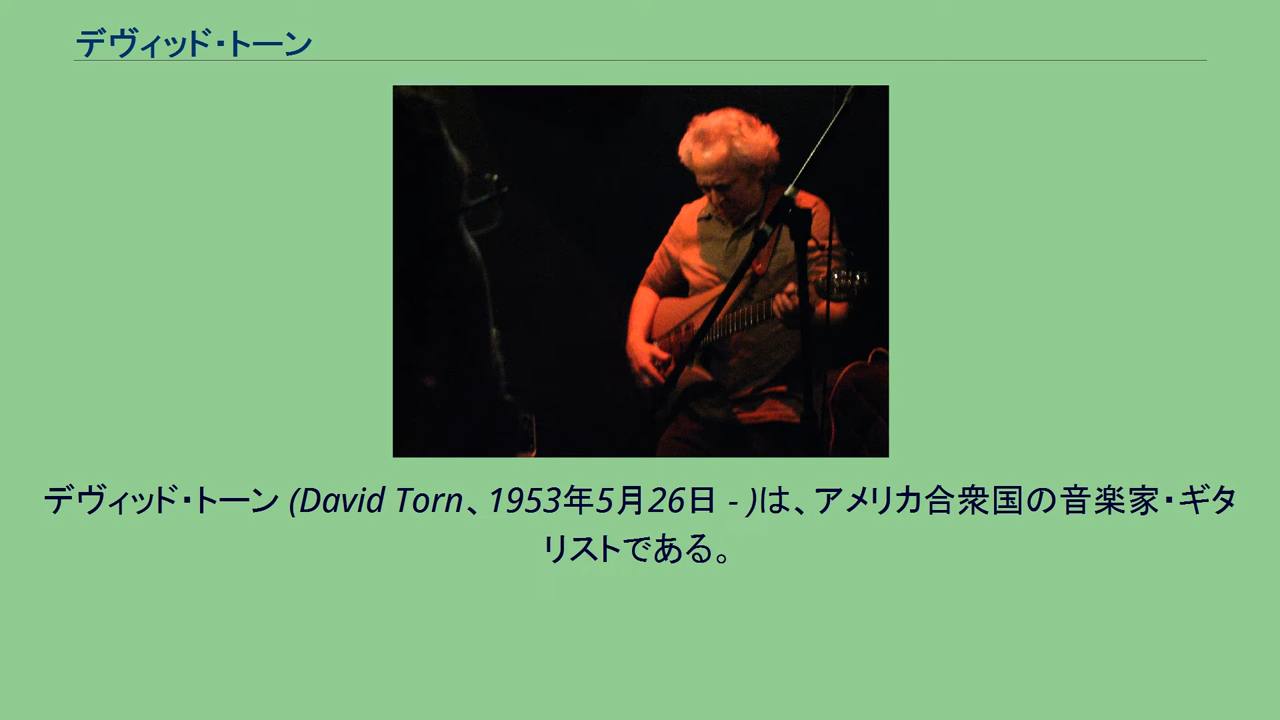 デヴィッド・トーン
デヴィッド・トーン (David Torn、1953年5月26日 - )は、アメリカ合衆国の音楽家・ギタ
リストである。